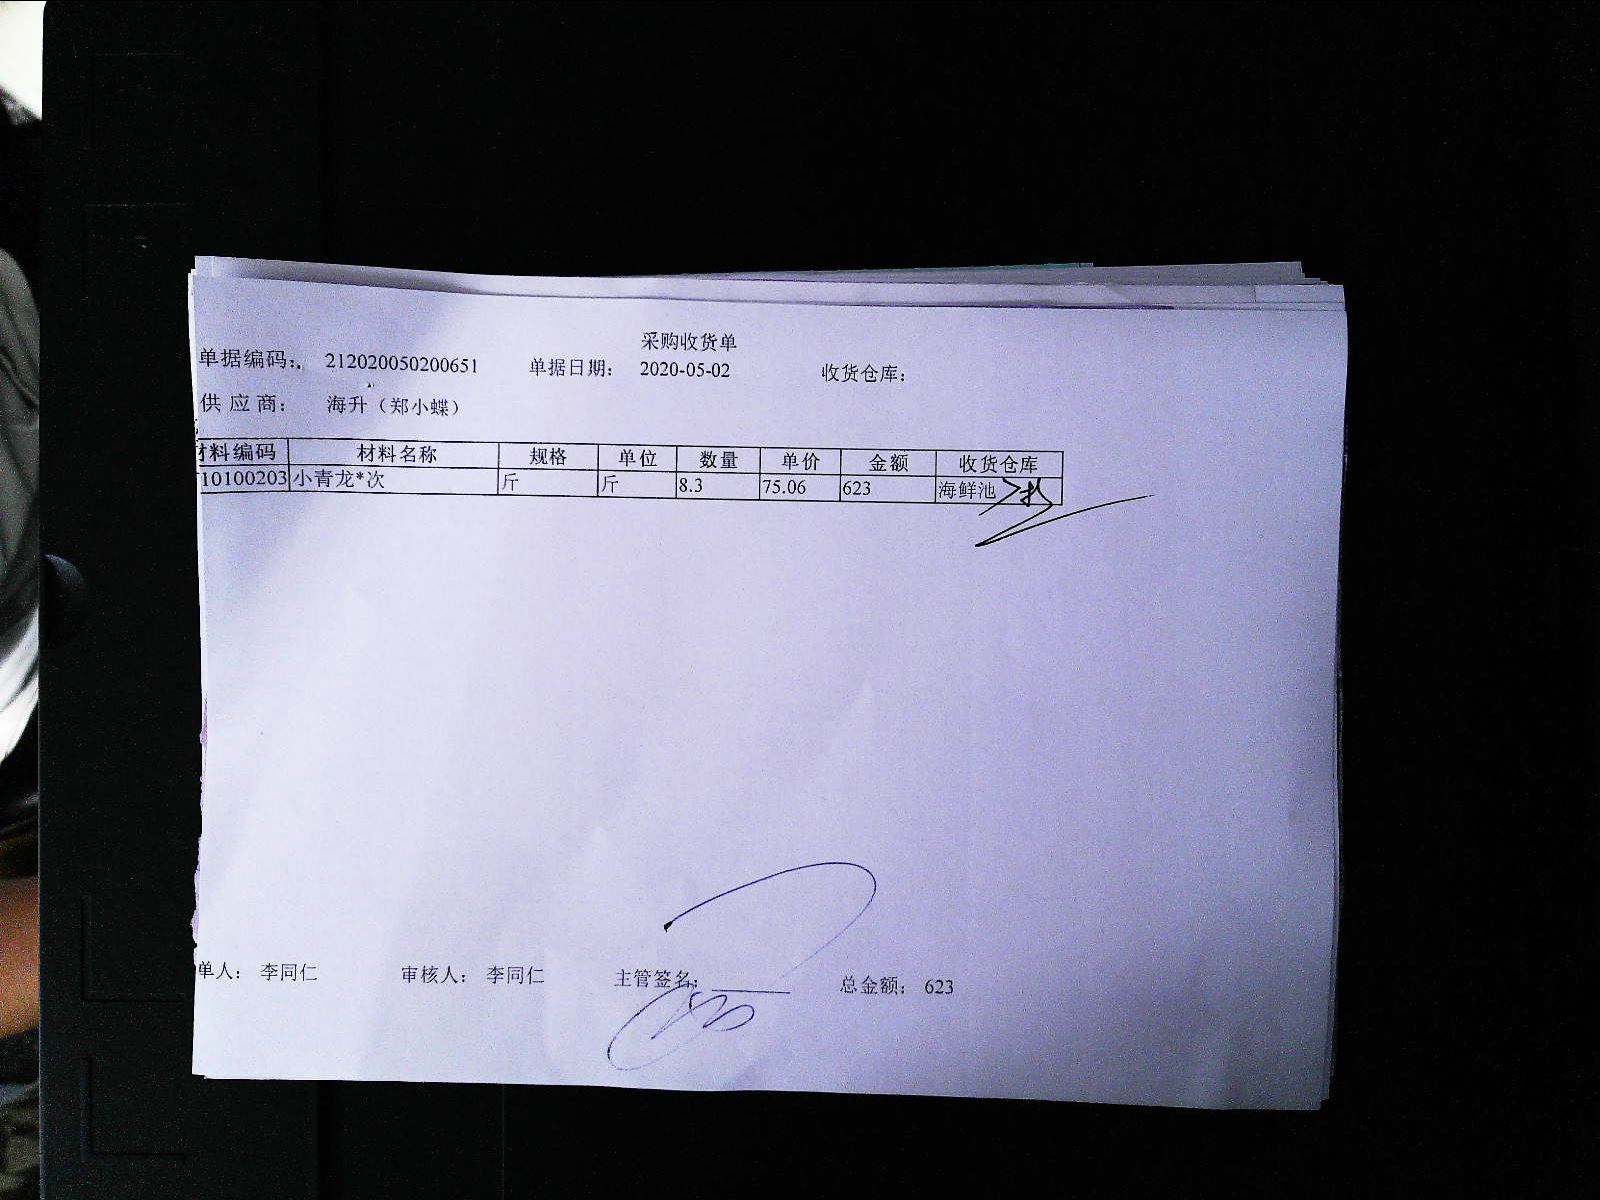 采购收货单
单据编码： 212020050200651 单据日期： 2020-05-02 收货仓库：
供 应 商： 海升（郑小蝶）
材料编码 材料名称 规格 单位 数量 单价 金额 收货仓库
10100203 小青龙*次 斤 斤 8.3 75.06 623 海鲜池
单人： 李同仁 审核人： 李同仁 主管签名： 总金额： 623